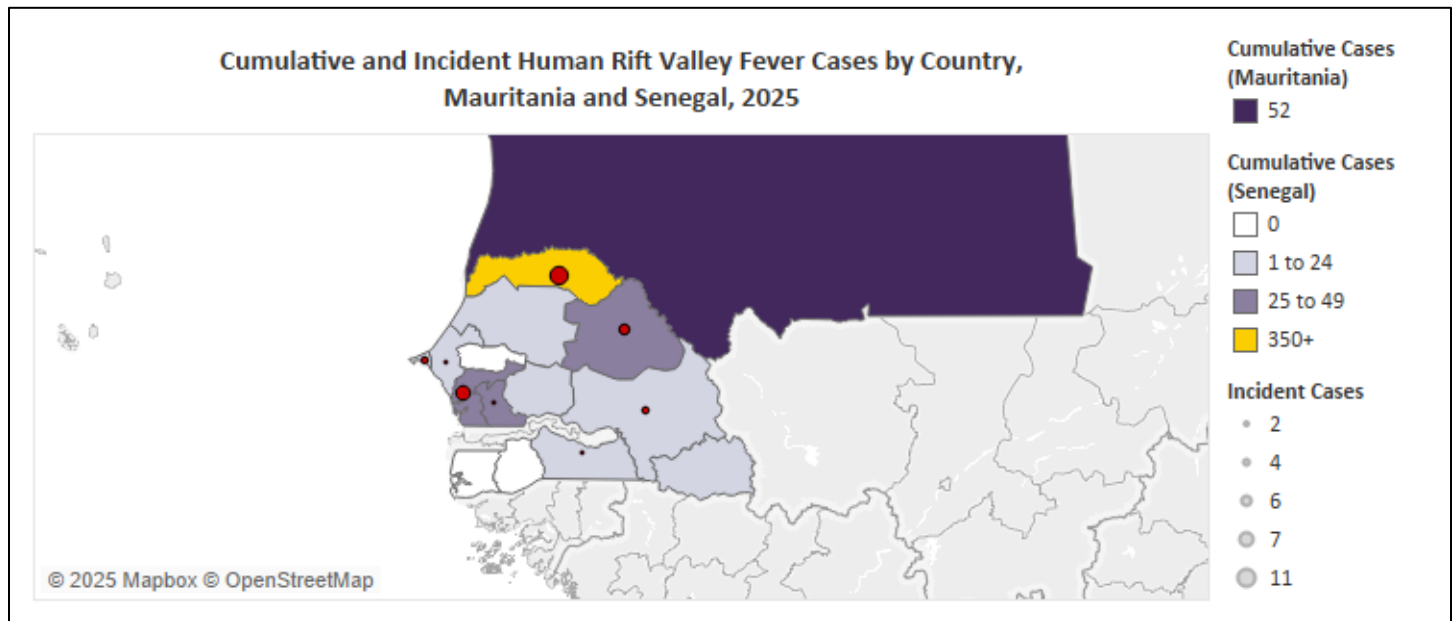 Cumulative and Incident Human Rift Valley Fever Cases by Country,
Mauritania and Senegal, 2025
Cumulative Cases
(Mauritania)
52
Cumulative Cases
(Senegal)
0
1 to 24
25 to 49
350+
Incident Cases
2
4
6
7
11
© 2025 Mapbox © OpenStreetMap